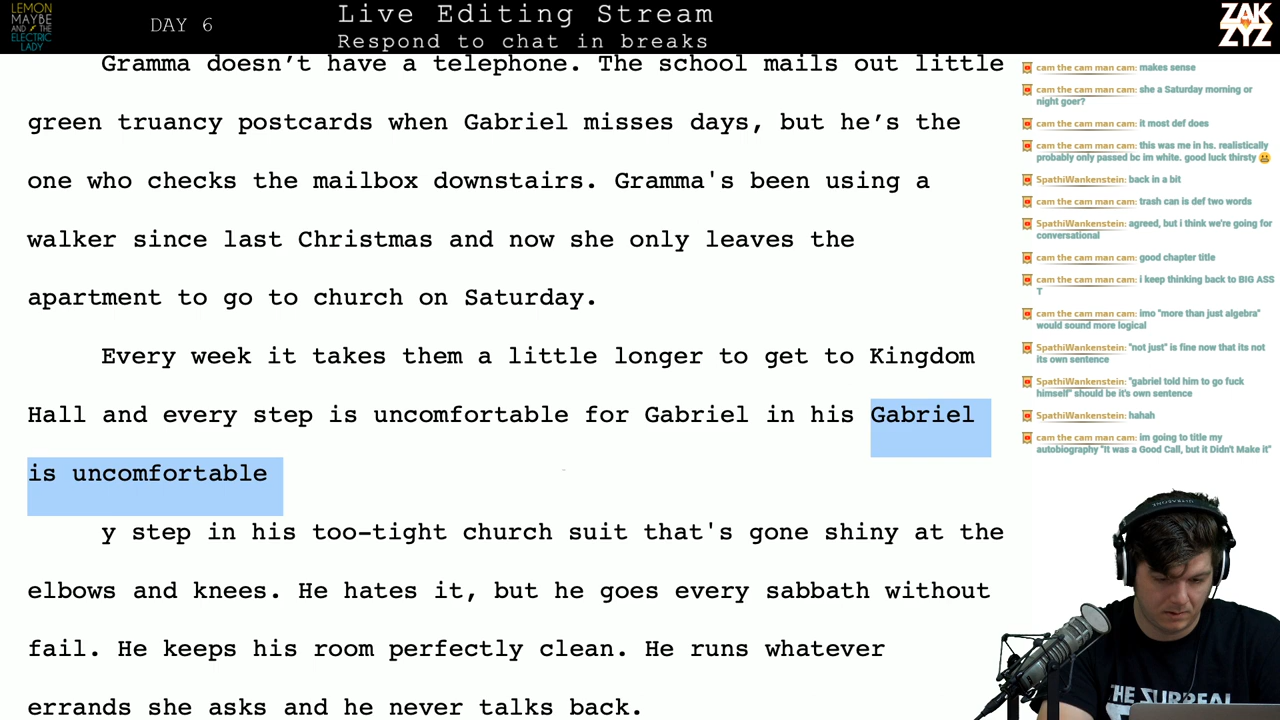 LEMON
MAYBE
AND THE
ELECTRIC
LADY
DAY 6
Live Editing Stream
Respond to chat in breaks
ZAK
ZYZ
Gramma doesn’t have a telephone. The school mails out little
green truancy postcards when Gabriel misses days, but he’s the
one who checks the mailbox downstairs. Gramma's been using a
walker since last Christmas and now she only leaves the
apartment to go to church on Saturday.
Every week it takes them a little longer to get to Kingdom
Hall and every step is uncomfortable for Gabriel in his Gabriel
is uncomfortable
y step in his too-tight church suit that's gone shiny at the
elbows and knees. He hates it, but he goes every sabbath without
fail. He keeps his room perfectly clean. He runs whatever
errands she asks and he never talks back.
cam the cam man cam: makes sense
cam the cam man cam: she a Saturday morning or
night goer?
cam the cam man cam: it most def does
cam the cam man cam: this was me in hs. realistically
probably only passed bc im white. good luck thirsty
SpathiWankenstein: back in a bit
cam the cam man cam: trash can is def two words
SpathiWankenstein: agreed, but i think we're going for
conversational
cam the cam man cam: good chapter title
cam the cam man cam: i keep thinking back to BIG ASS
T
cam the cam man cam: imo "more than just algebra"
would sound more logical
SpathiWankenstein: "not just" is fine now that its not
its own sentence
SpathiWankenstein: "gabriel told him to go fuck
himself" should be it's own sentence
SpathiWankenstein: hahah
cam the cam man cam: im going to title my
autobiography "It was a Good Call, but it Didn't Make it"
THE SURREAL